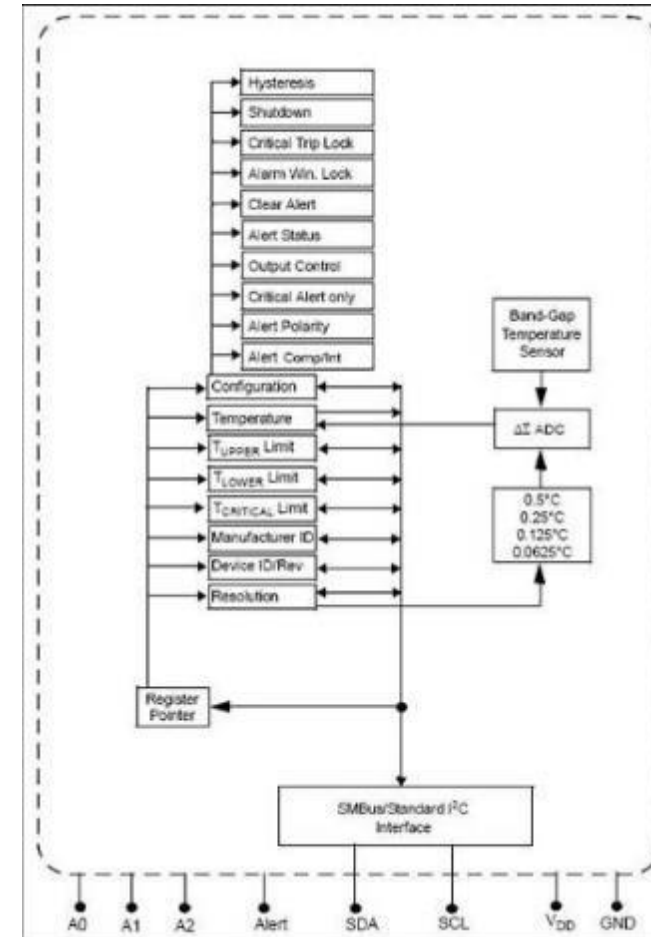 Hysteresis
Shutdown
Critical Trip Lock
Alarm Win. Lock
Clear Alert
Alert Status
Output Control
Critical Alert only
Alert Polarity
Alert Comp/Int
Configuration
Temperature
TUPPER Limit
TLOWER Limit
TCRITICAL Limit
Manufacturer ID
Device ID/Rev
Resolution
Register
Pointer
Band-Gap
Temperature
Sensor
ΔΣ ADC
0.5°C
0.25°C
0.125°C
0.0625°C
SMBus/Standard I²C
Interface
A0 A1 A2 Alert SDA SCL VDD GND